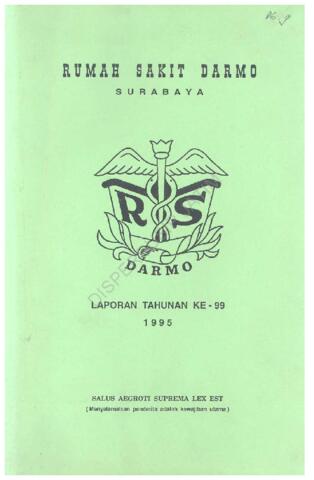 RUMAH SAKIT DARMO
SURABAYA
R S
DARMO
LAPORAN TAHUNAN KE - 99
1995
SALUS AEGROTI SUPREMA LEX EST
(Menyelamatkan penderita adalah kewajiban utama)